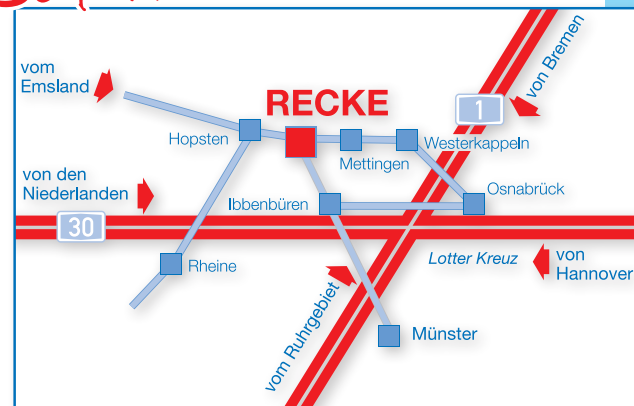 vom
Emsland
RECKE
1
von Bremen
Hopsten
Mettingen
Westerkappeln
von den
Niederlanden
Ibbenbüren
Osnabrück
30
Rheine
Lotter Kreuz
von
Hannover
vom Ruhrgebiet
Münster